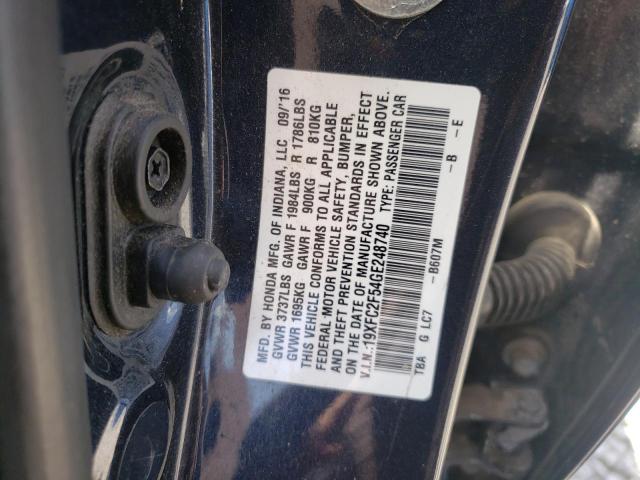 MFD. BY HONDA MFG. OF INDIANA, LLC 09/'16
GVWR 3737LBS GAWR F 1984LBS R 1786LBS
GVWR 1695KG GAWR F 900KG R 810KG
THIS VEHICLE CONFORMS TO ALL APPLICABLE
FEDERAL MOTOR VEHICLE SAFETY, BUMPER,
AND THEFT PREVENTION STANDARDS IN EFFECT
ON THE DATE OF MANUFACTURE SHOWN ABOVE.
V.I.N.:19XFC2F54GE248740 TYPE: PASSENGER CAR
TBA G LC7 —B607M —B —E